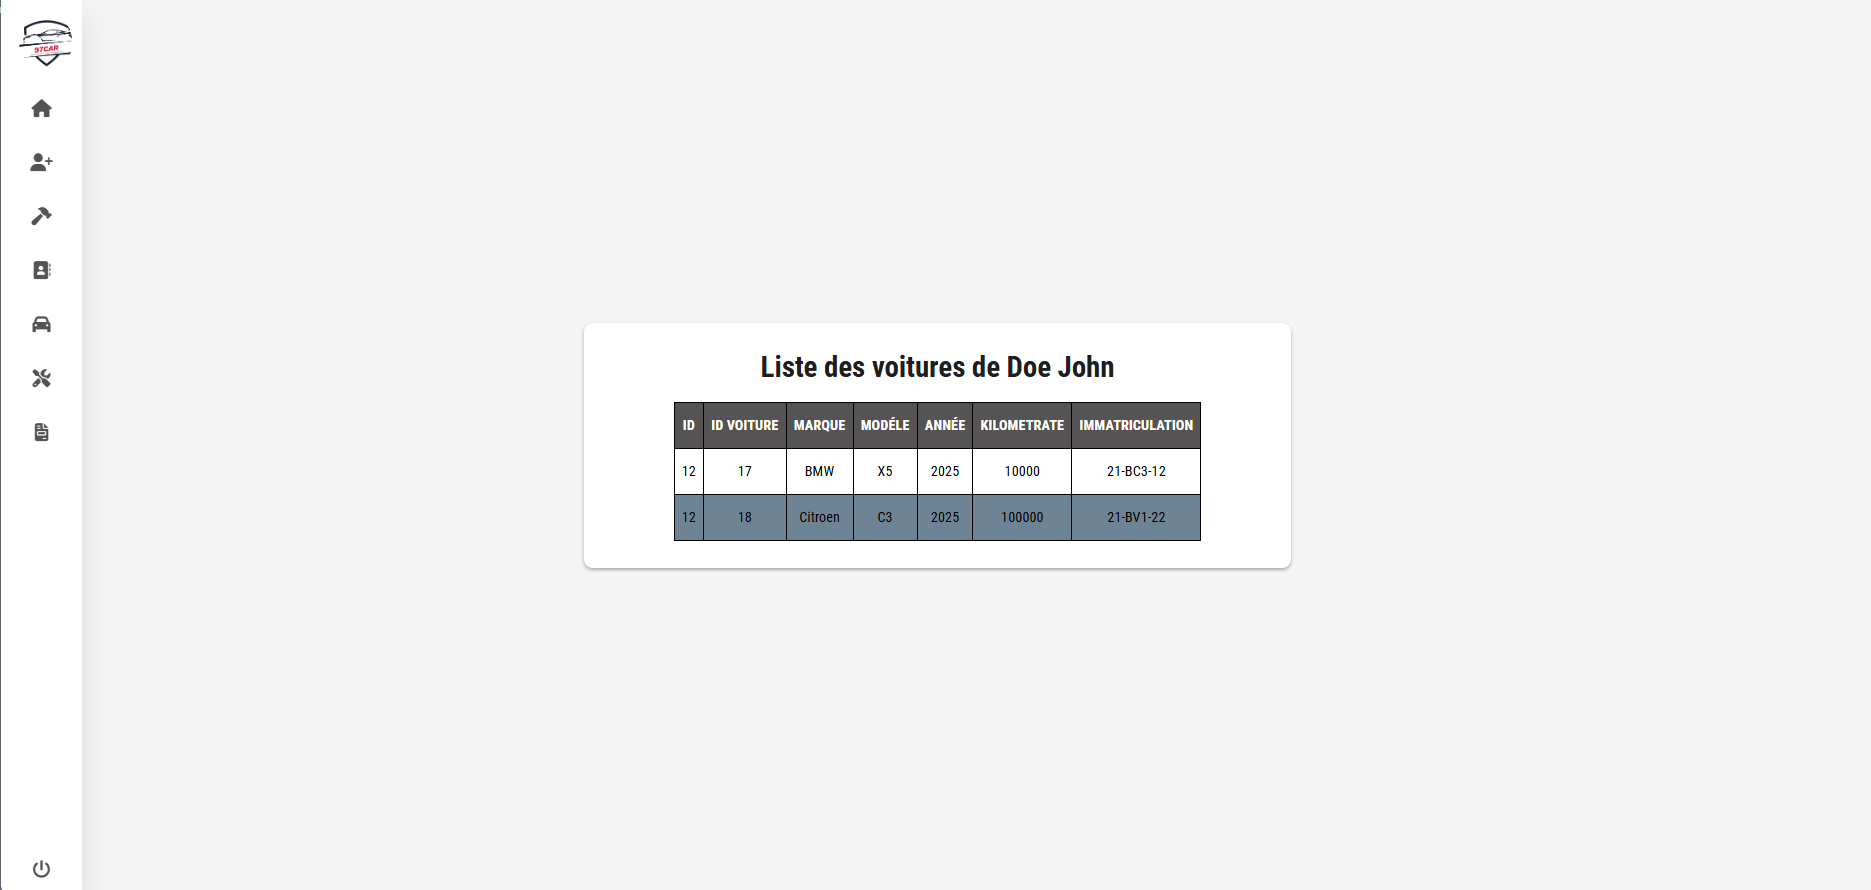 97CAR
Liste des voitures de Doe John
ID ID VOITURE MARQUE MODÉLE ANNÉE KILOMETRATE IMMATRICULATION
12 17 BMW X5 2025 10000 21-BC3-12
12 18 Citroen C3 2025 100000 21-BV1-22